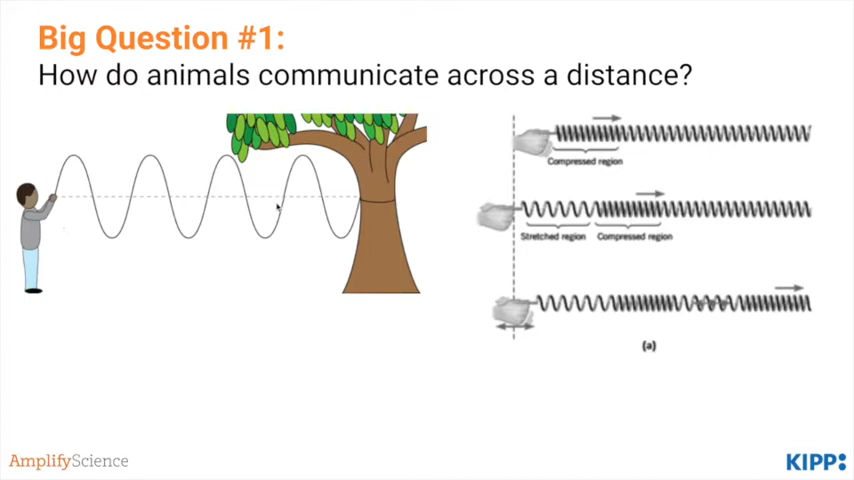 Big Question #1:
How do animals communicate across a distance?
Compressed region
Stretched region Compressed region
(a)
AmplifyScience
KIPP: